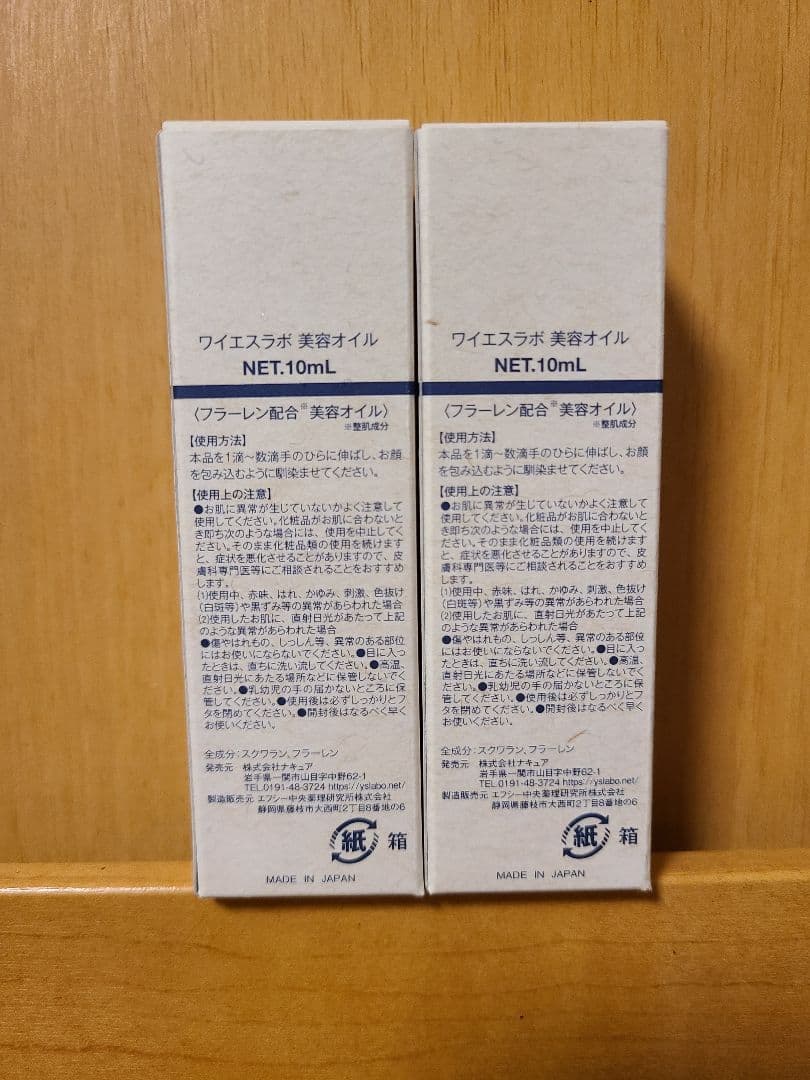 ワイエスラボ 美容オイル
NET.10mL
〈フラーレン配合※美容オイル〉
※整肌成分
【使用方法】
本品を1滴～数滴手のひらに伸ばし、お顔
を包み込むように馴染ませてください。
【使用上の注意】
●お肌に異常が生じていないかよく注意して
使用してください。化粧品がお肌に合わないと
き即ち次のような場合には、使用を中止してく
ださい。そのまま化粧品類の使用を続けます
と、症状を悪化させることがありますので、皮
膚科専門医等にご相談されることをおすすめ
します。
(1)使用中、赤味、はれ、かゆみ、刺激、色抜け
(白斑等)や黒ずみ等の異常があらわれた場合
(2)使用したお肌に、直射日光があたって上記
のような異常があらわれた場合
●傷やはれもの、しっしん等、異常のある部位
にはお使いにならないでください。●目に入っ
たときは、直ちに洗い流してください。●高温、
直射日光にあたる場所などに保管しないでく
ださい。●乳幼児の手の届かないところに保
管してください。●使用後は必ずしっかりとフ
タを閉めてください。●開封後はなるべく早く
お使いください。
全成分：スクワラン、フラーレン
発売元 株式会社ナキュア
岩手県一関市山目字中野62-1
TEL.0191-48-3724 https://yslabo.net/
製造販売元 エフシー中央薬理研究所株式会社
静岡県藤枝市大西町2丁目8番地の6
紙 箱
MADE IN JAPAN
ワイエスラボ 美容オイル
NET.10mL
〈フラーレン配合※美容オイル〉
※整肌成分
【使用方法】
本品を1滴～数滴手のひらに伸ばし、お顔
を包み込むように馴染ませてください。
【使用上の注意】
●お肌に異常が生じていないかよく注意して
使用してください。化粧品がお肌に合わないと
き即ち次のような場合には、使用を中止してく
ださい。そのまま化粧品類の使用を続けます
と、症状を悪化させることがありますので、皮
膚科専門医等にご相談されることをおすすめ
します。
(1)使用中、赤味、はれ、かゆみ、刺激、色抜け
(白斑等)や黒ずみ等の異常があらわれた場合
(2)使用したお肌に、直射日光があたって上記
のような異常があらわれた場合
●傷やはれもの、しっしん等、異常のある部位
にはお使いにならないでください。●目に入っ
たときは、直ちに洗い流してください。●高温、
直射日光にあたる場所などに保管しないでく
ださい。●乳幼児の手の届かないところに保
管してください。●使用後は必ずしっかりとフ
タを閉めてください。●開封後はなるべく早く
お使いください。
全成分：スクワラン、フラーレン
発売元 株式会社ナキュア
岩手県一関市山目字中野62-1
TEL.0191-48-3724 https://yslabo.net/
製造販売元 エフシー中央薬理研究所株式会社
静岡県藤枝市大西町2丁目8番地の6
紙 箱
MADE IN JAPAN